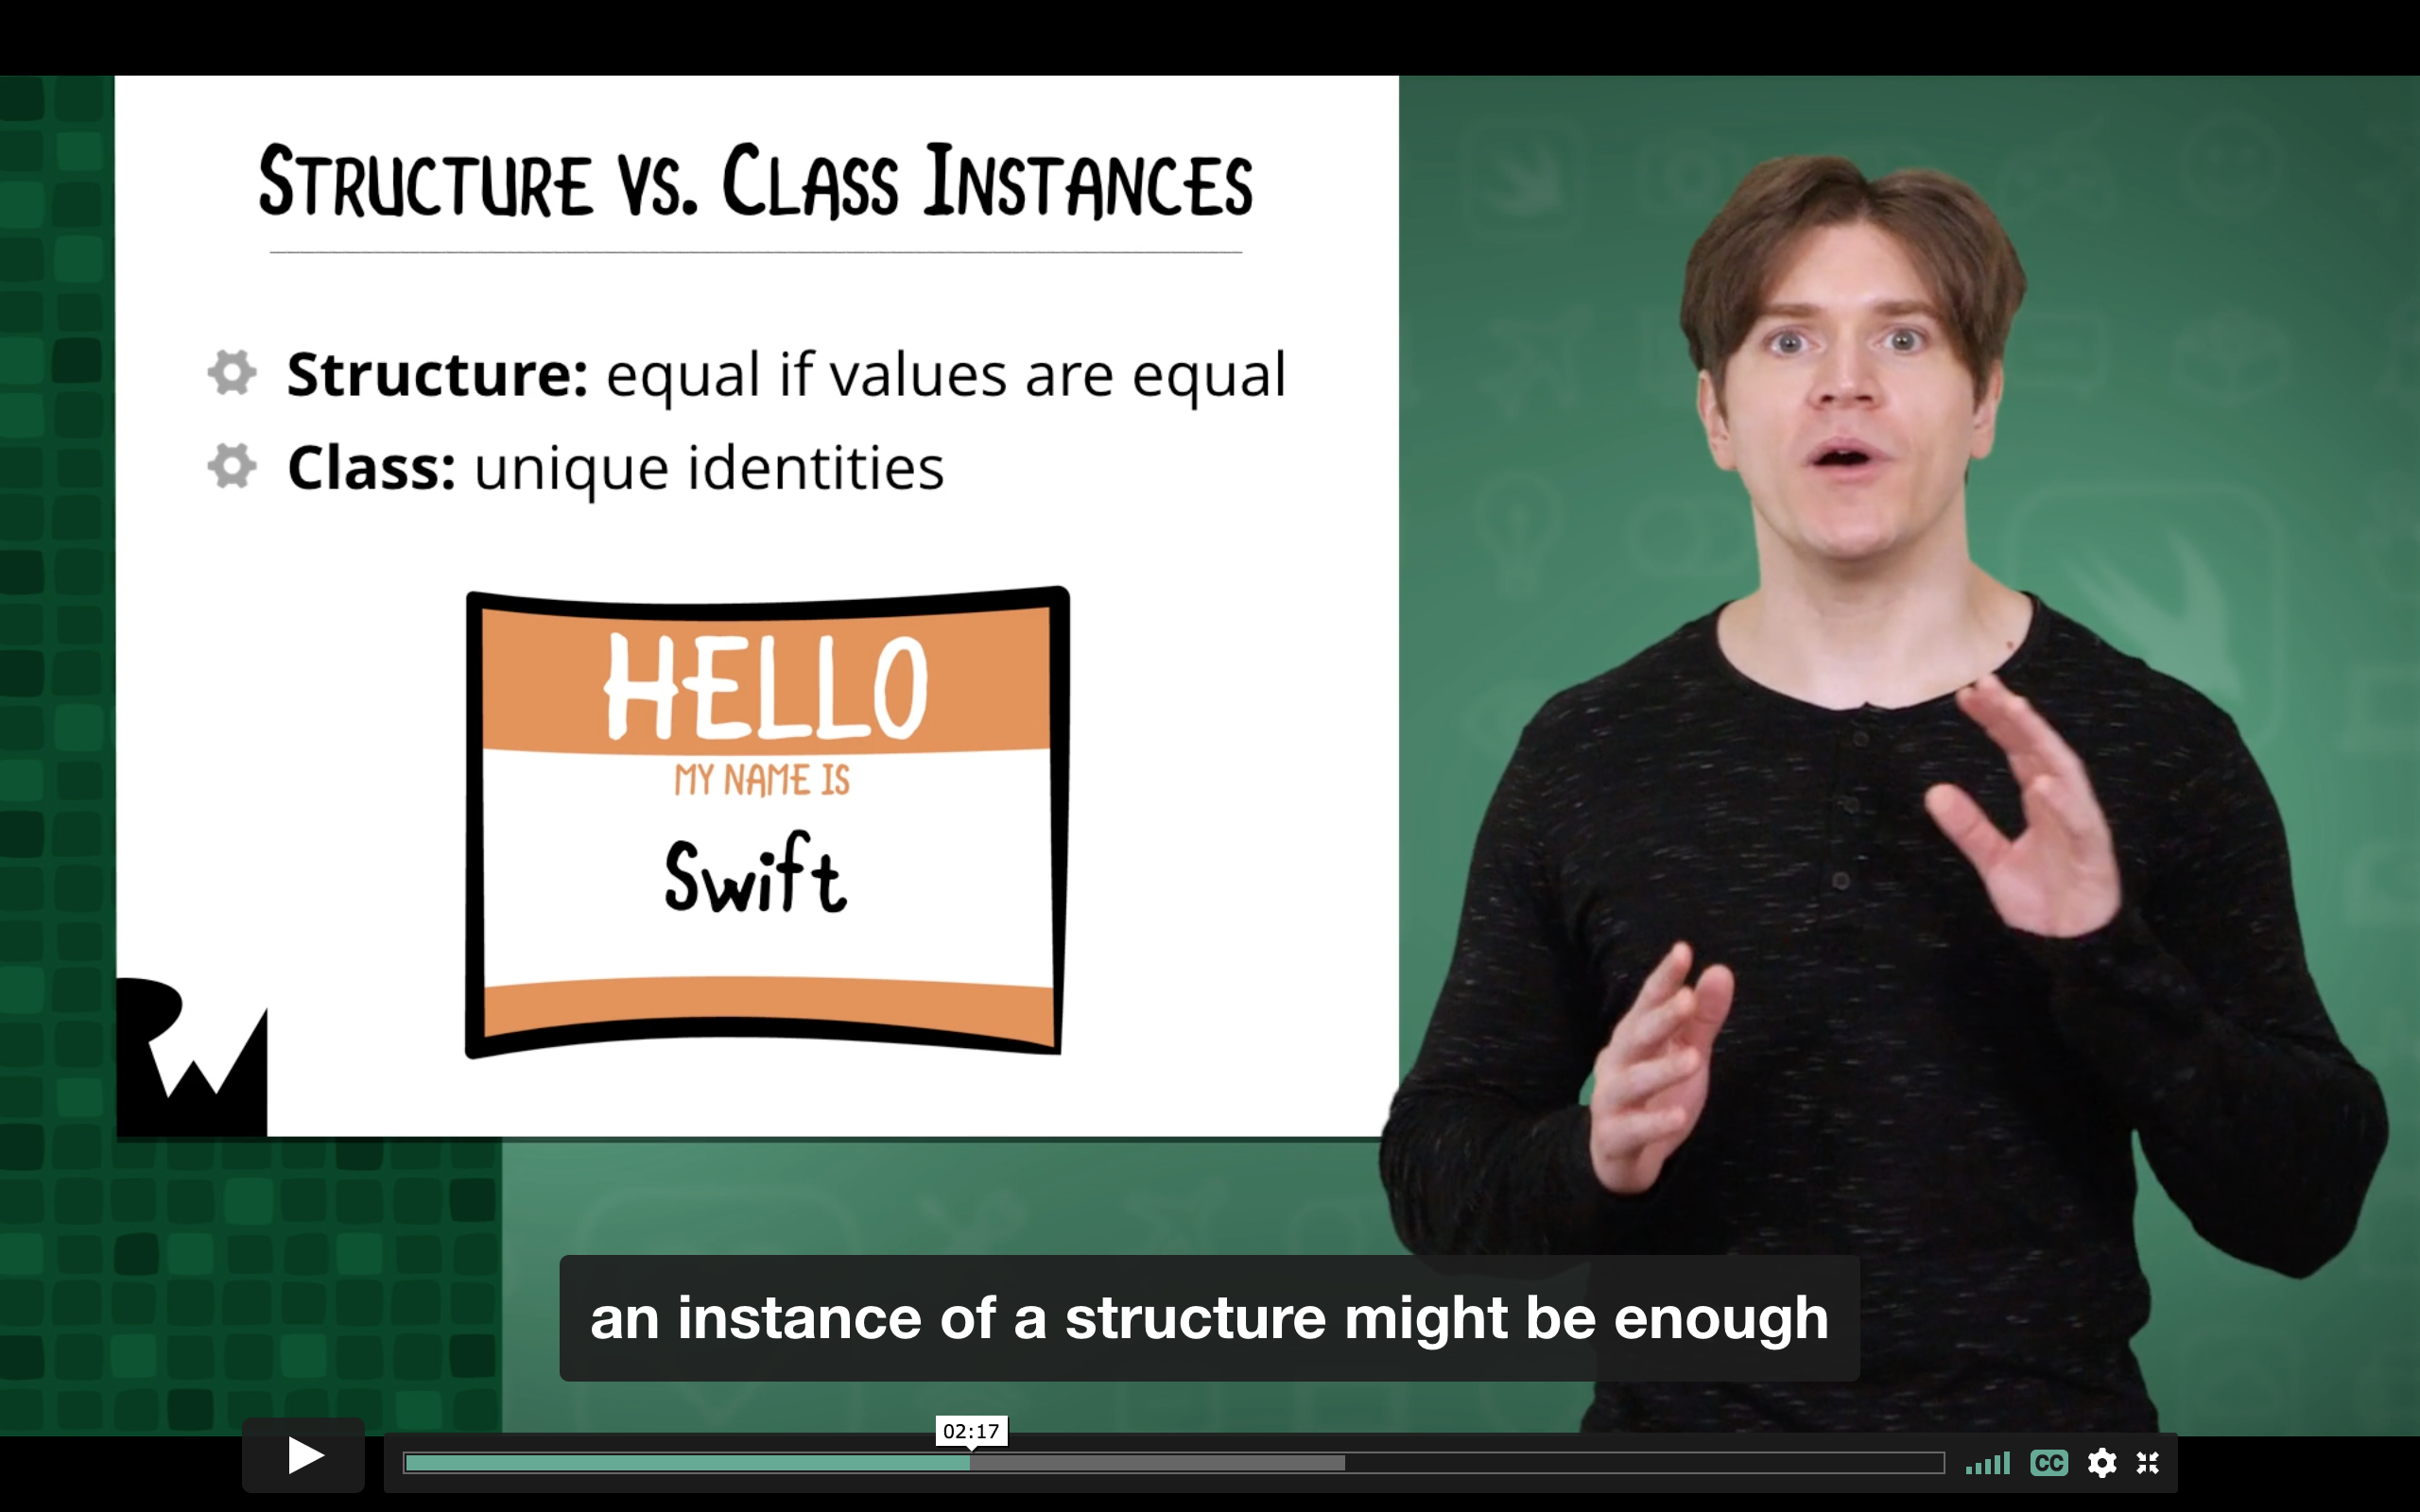 STRUCTURE VS. CLASS INSTANCES
Structure: equal if values are equal
Class: unique identities
HELLO
MY NAME IS
Swift
RW
an instance of a structure might be enough
02:17
CC